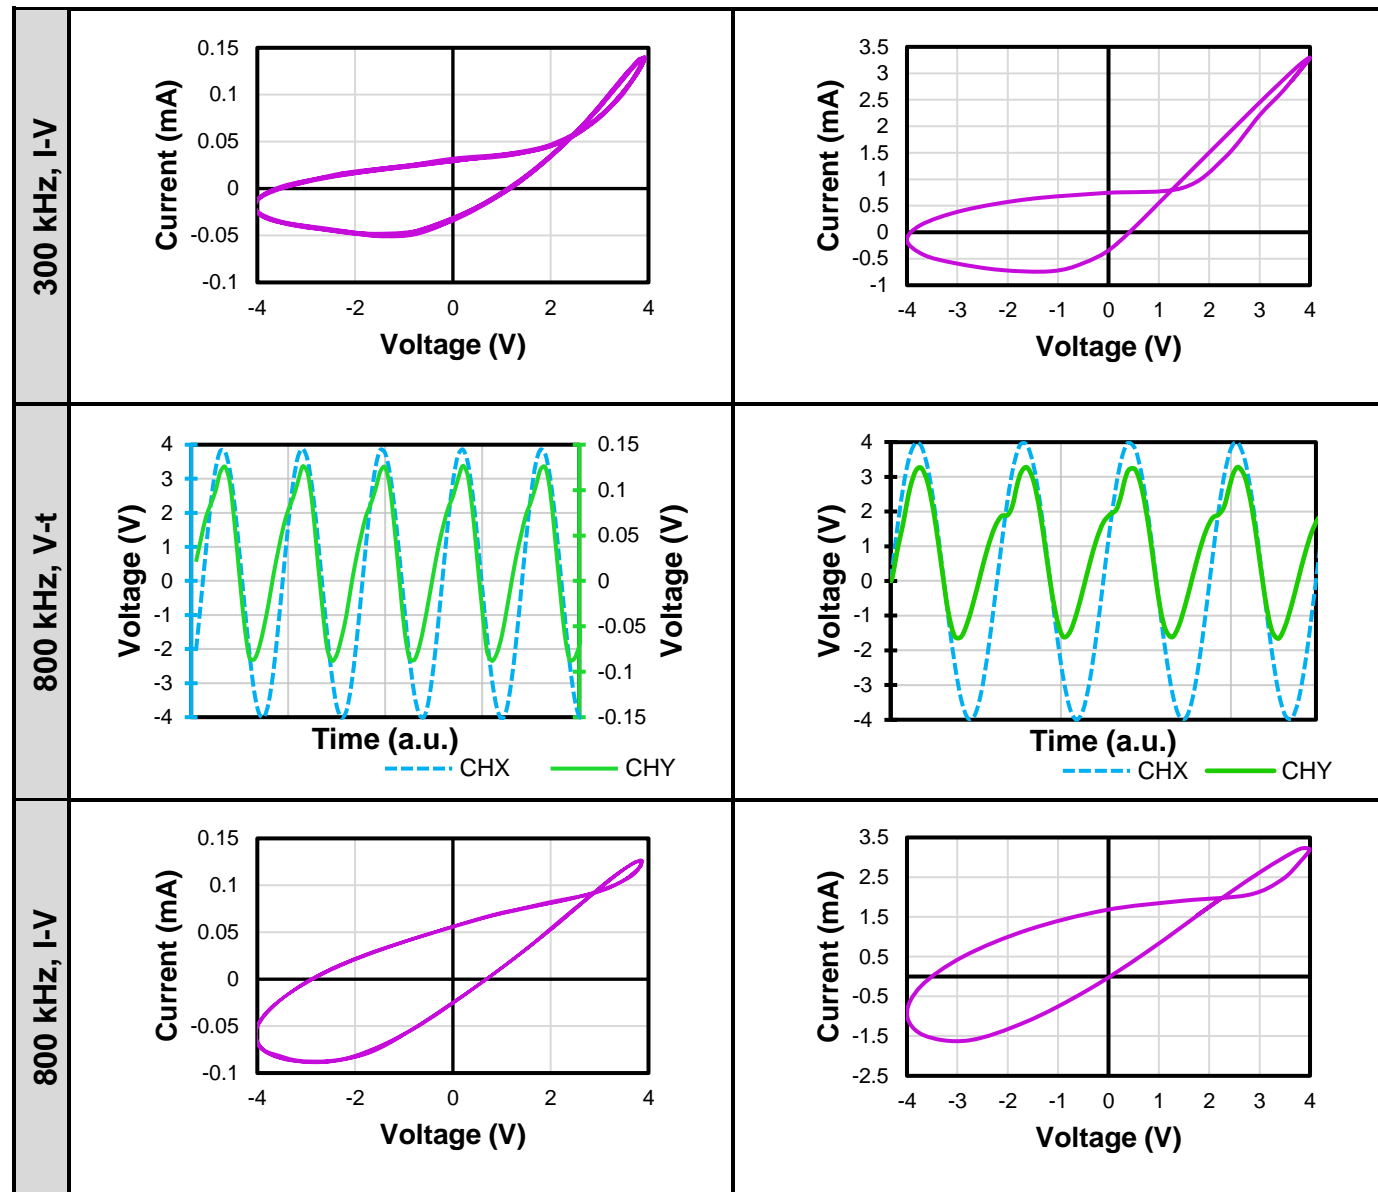 300 kHz, I-V
Current (mA)
0.15
0.1
0.05
0
-0.05
-0.1
-4 -2 0 2 4
Voltage (V)
Current (mA)
3.5
3
2.5
2
1.5
1
0.5
0
-0.5
-1
-4 -3 -2 -1 0 1 2 3 4
Voltage (V)
800 kHz, V-t
Voltage (V)
4
3
2
1
0
-1
-2
-3
-4
0.15
0.1
0.05
0
-0.05
-0.1
-0.15
Voltage (V)
Time (a.u.)
CHX CHY
Voltage (V)
4
3
2
1
0
-1
-2
-3
-4
Time (a.u.)
CHX CHY
800 kHz, I-V
Current (mA)
0.15
0.1
0.05
0
-0.05
-0.1
-4 -2 0 2 4
Voltage (V)
Current (mA)
3.5
2.5
1.5
0.5
-0.5
-1.5
-2.5
-4 -3 -2 -1 0 1 2 3 4
Voltage (V)